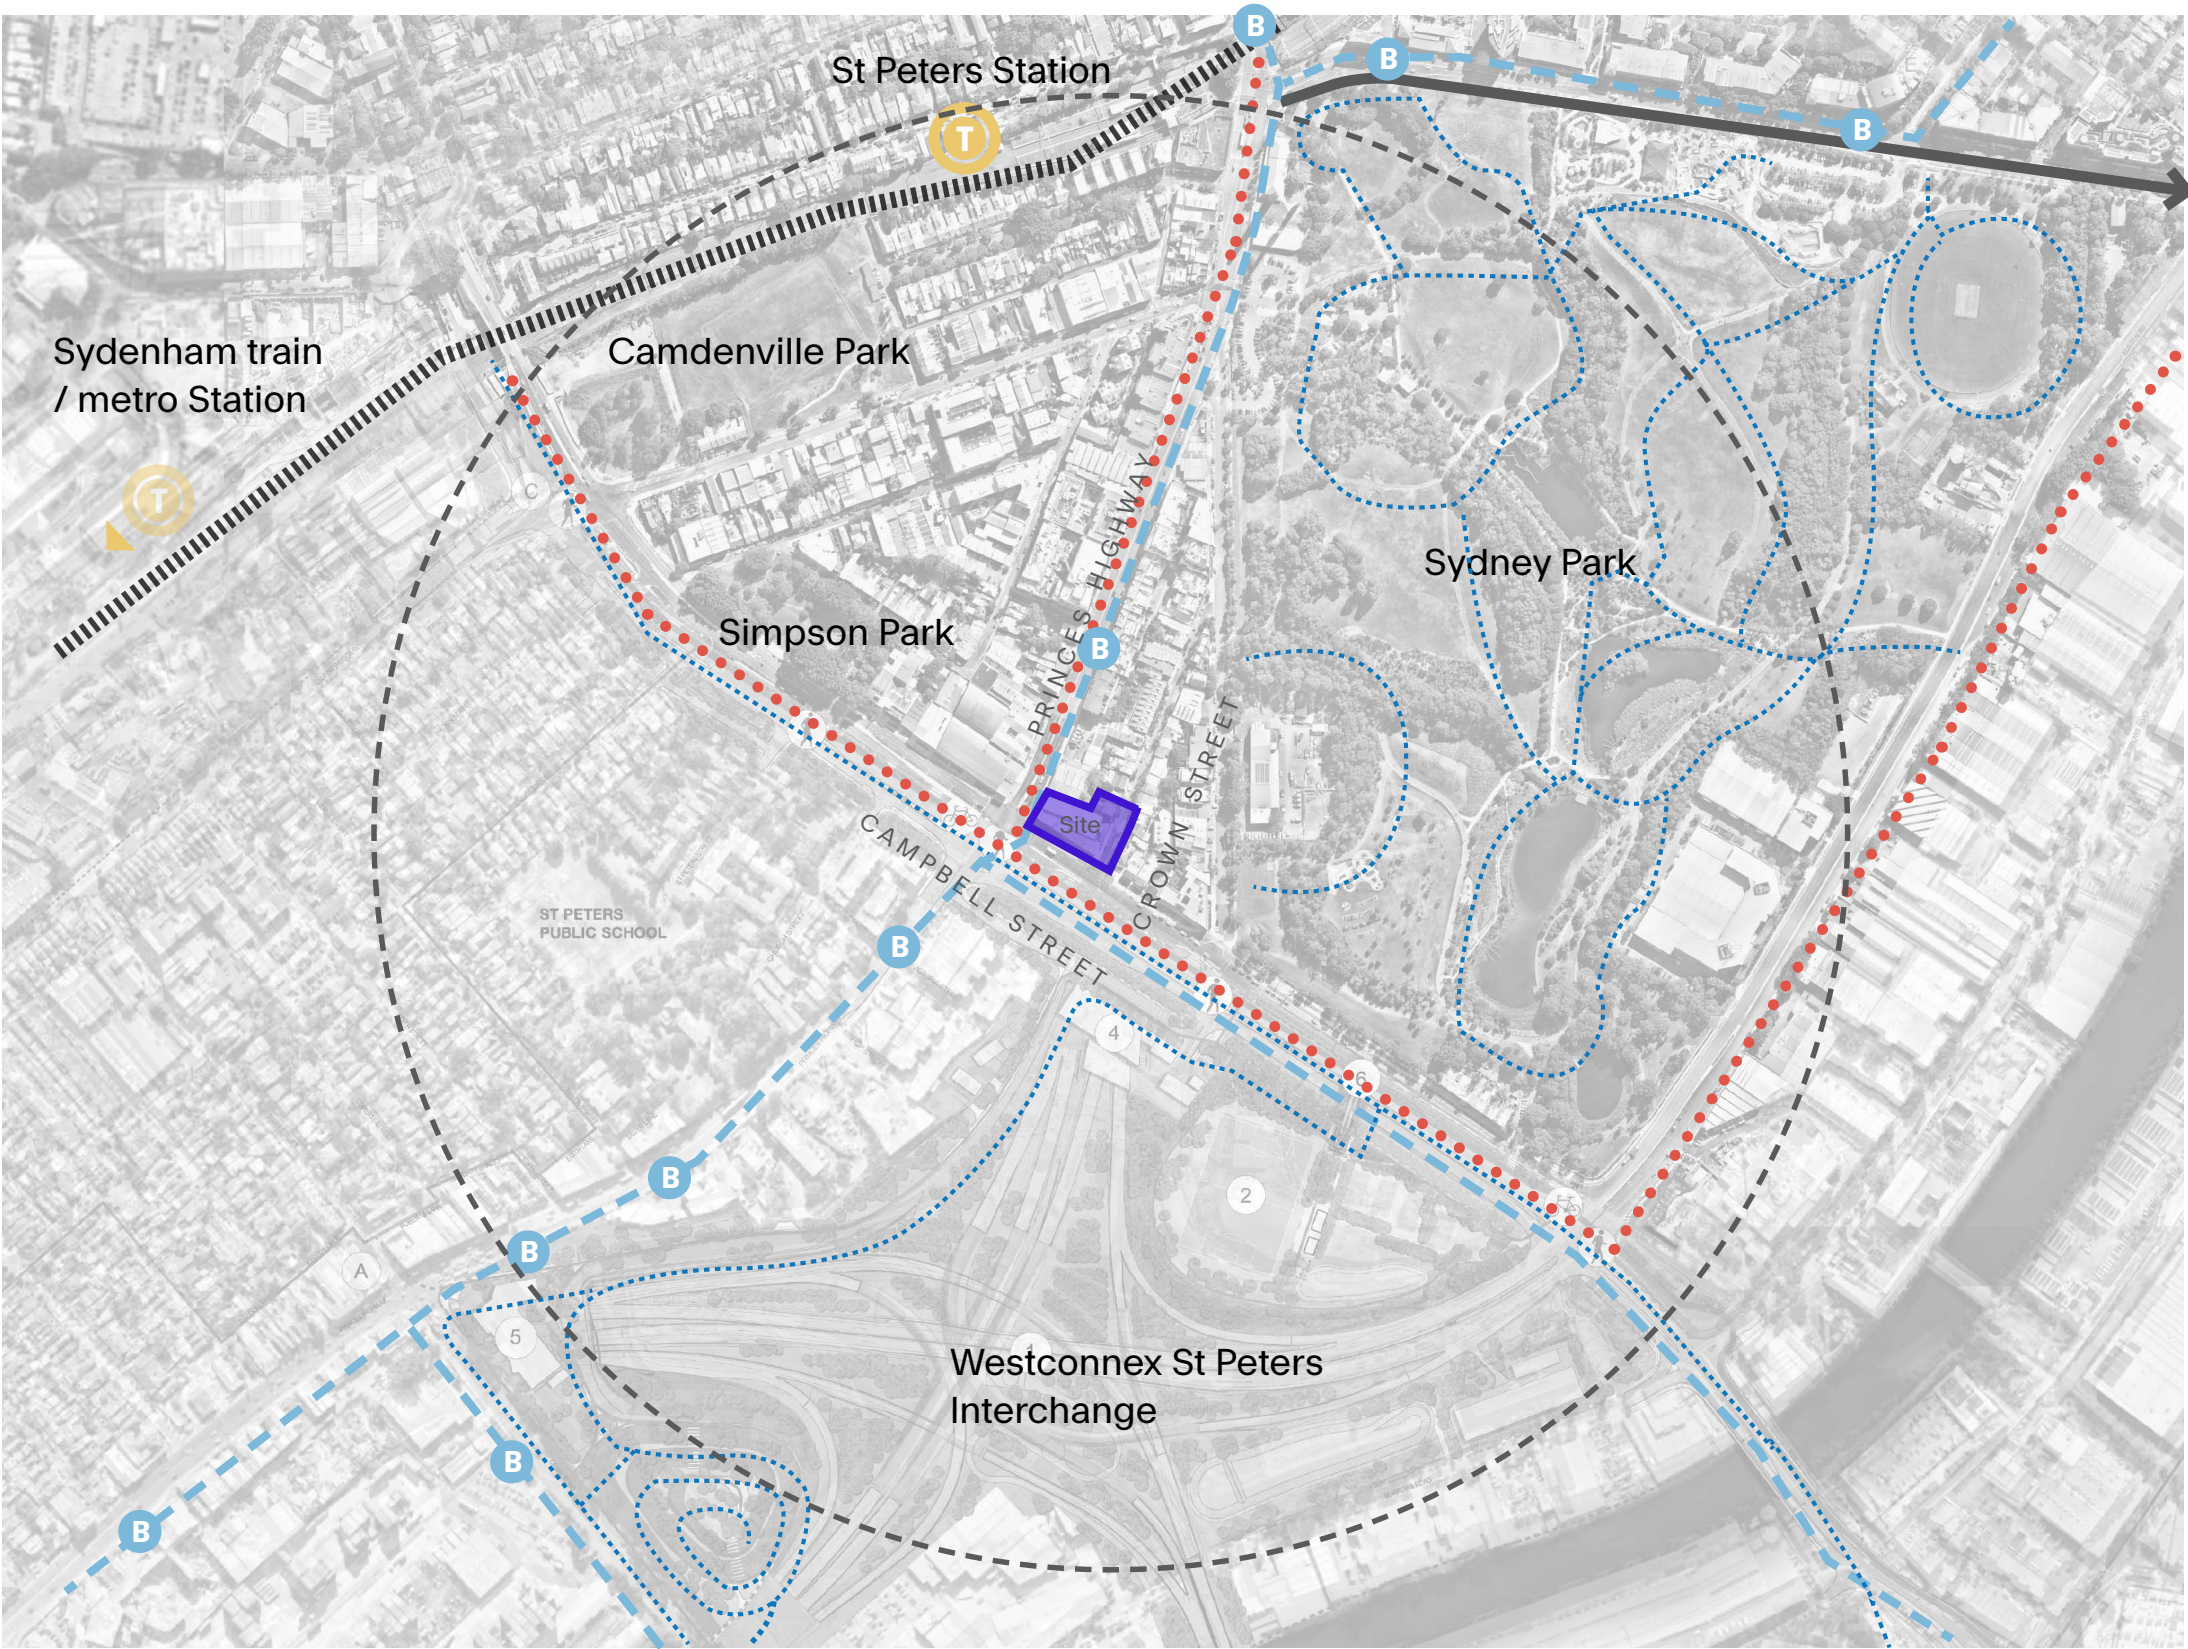 B
St Peters Station
B
T
B
Sydenham train
/ metro Station
Camdenville Park
T
C
PRINCES HIGHWAY
Sydney Park
Simpson Park
B
CROWN STREET
Site
CAMPBELL STREET
ST PETERS
PUBLIC SCHOOL
B
4
6
B
2
B
A
5
1
Westconnex St Peters
Interchange
B
B